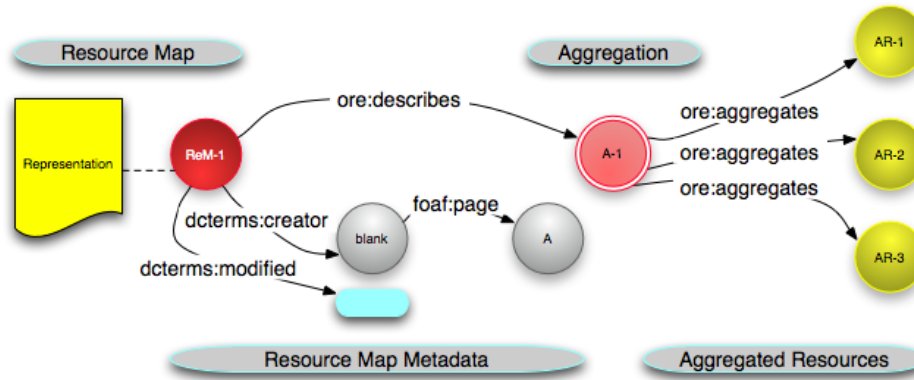 Resource Map
Aggregation
AR-1
ore:describes
ore:aggregates
Representation
ReM-1
A-1
ore:aggregates
AR-2
ore:aggregates
dcterms:creator
foaf:page
blank
A
AR-3
dcterms:modified
Resource Map Metadata
Aggregated Resources